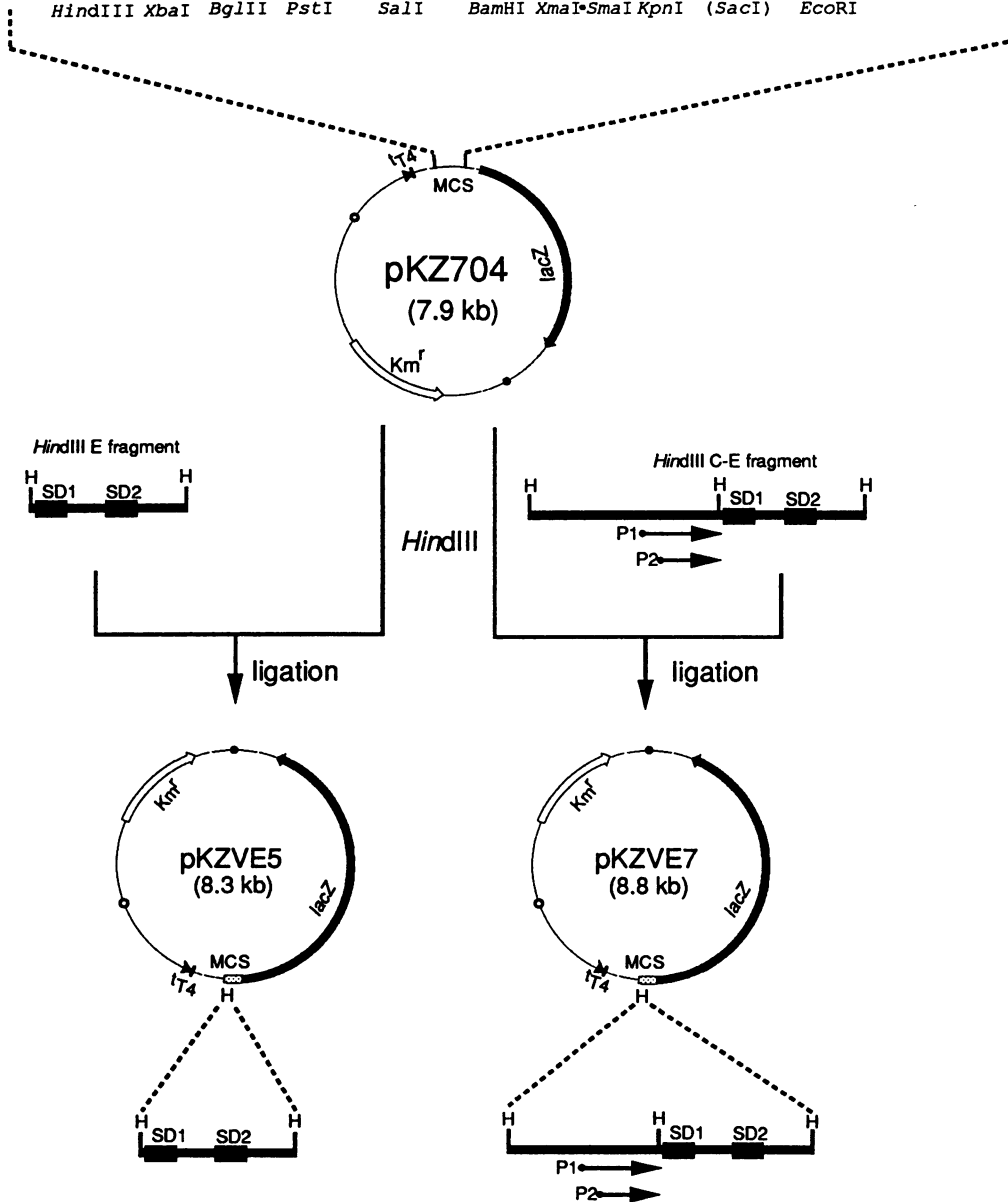 HindIII XbaI BglII PstI SalI BamHI XmaI•SmaI KpnI (SacI) EcoRI
tT4
MCS
lacZ
pKZ704
(7.9 kb)
Kmr
HindIII E fragment
H H
SD1 SD2
HindIII C-E fragment
H H H
SD1 SD2
P1
P2
HindIII
ligation
ligation
Kmr
pKZVE5
(8.3 kb)
lacZ
MCS
tT4
H
H H
SD1 SD2
Kmr
pKZVE7
(8.8 kb)
lacZ
MCS
tT4
H
H H H
SD1 SD2
P1
P2